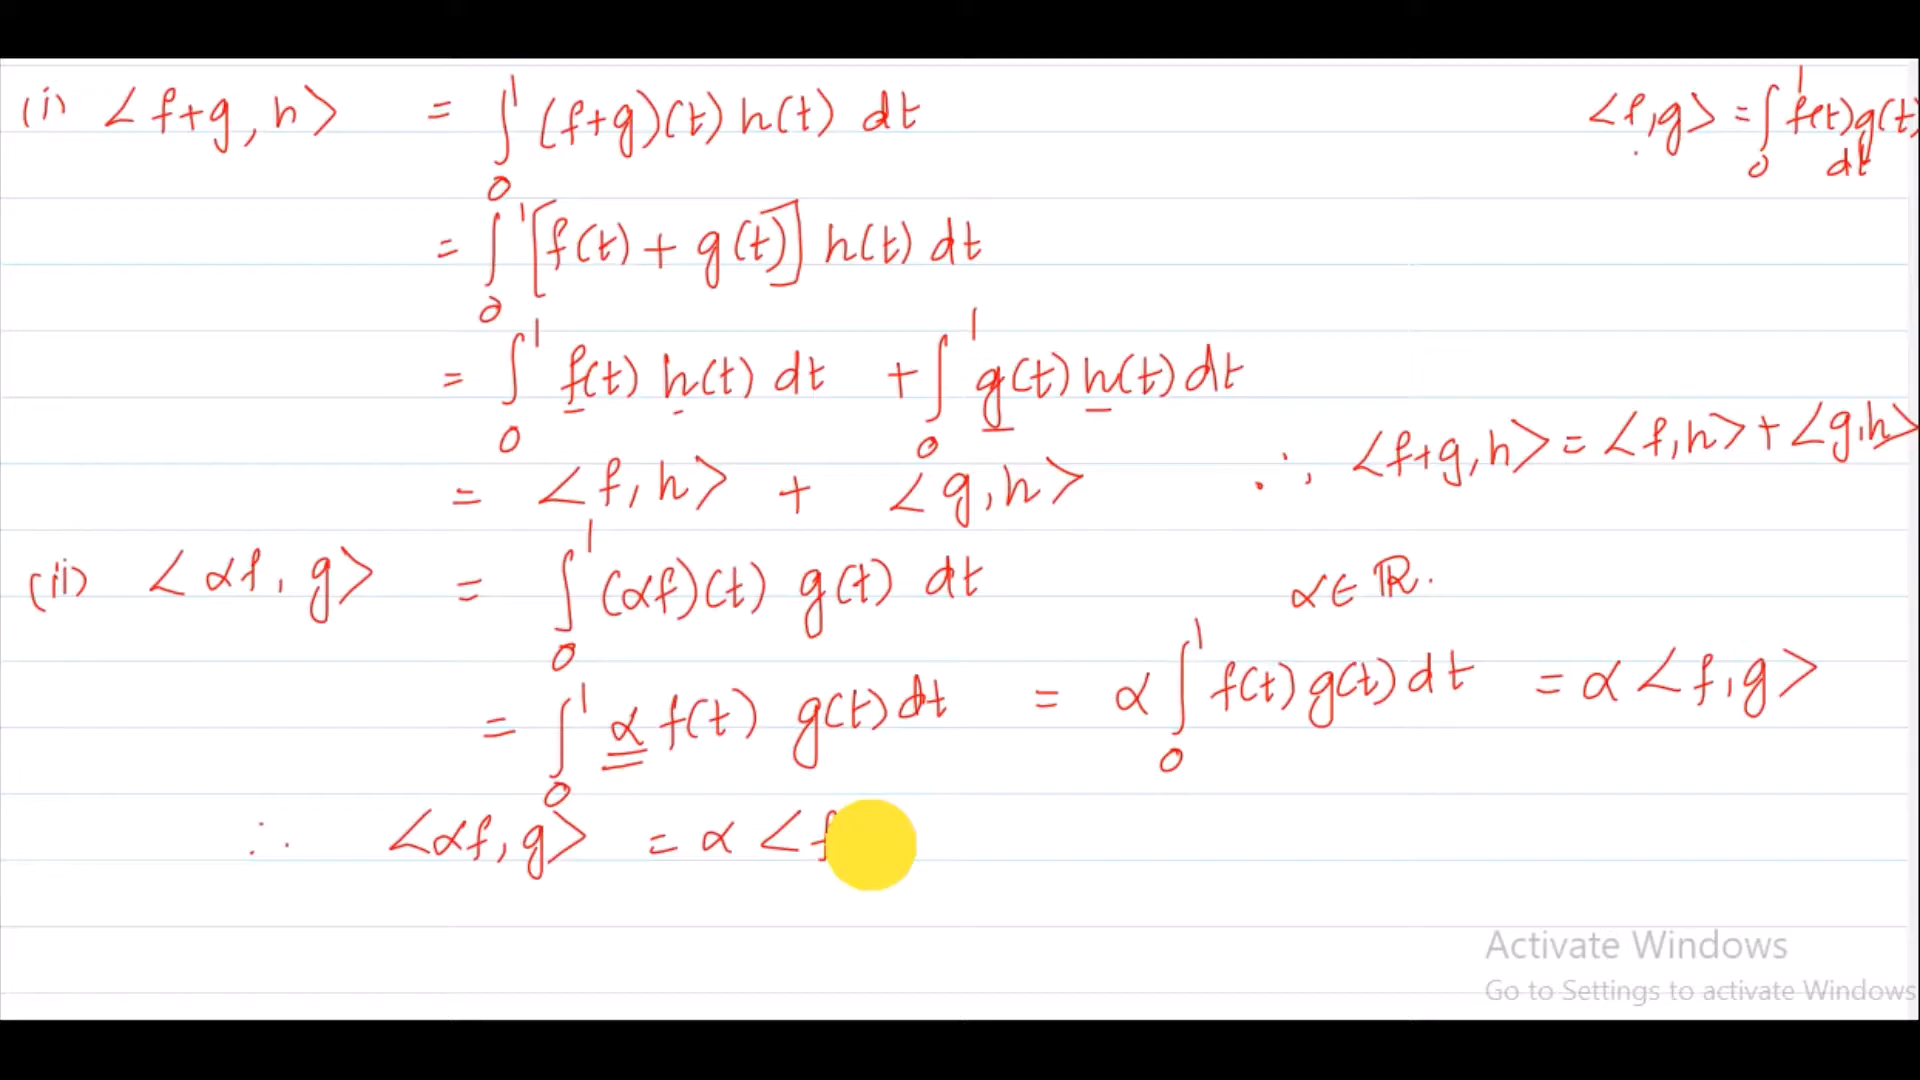 (i) <f+g, h> = ∫₀¹ (f+g)(t) h(t) dt
<f,g> = ∫₀¹ f(t)g(t) dt
= ∫₀¹ [f(t) + g(t)] h(t) dt
= ∫₀¹ f(t) h(t) dt + ∫₀¹ g(t) h(t) dt
= <f, h> + <g, h> ∴ <f+g, h> = <f, h> + <g, h>
(ii) <αf, g> = ∫₀¹ (αf)(t) g(t) dt α ∈ ℝ.
= ∫₀¹ α f(t) g(t) dt = α ∫₀¹ f(t) g(t) dt = α <f, g>
∴ <αf, g> = α <f
Activate Windows
Go to Settings to activate Windows